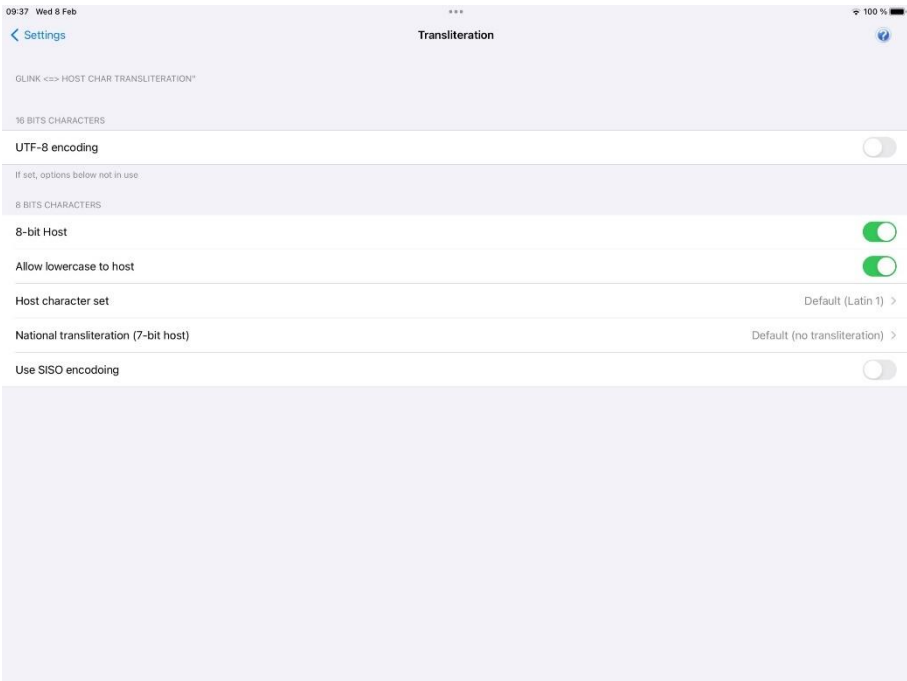 09:37 Wed 8 Feb 100 %
Settings Transliteration ?
GLINK <=> HOST CHAR TRANSLITERATION"
16 BITS CHARACTERS
UTF-8 encoding
If set, options below not in use
8 BITS CHARACTERS
8-bit Host
Allow lowercase to host
Host character set Default (Latin 1)
National transliteration (7-bit host) Default (no transliteration)
Use SISO encodoing